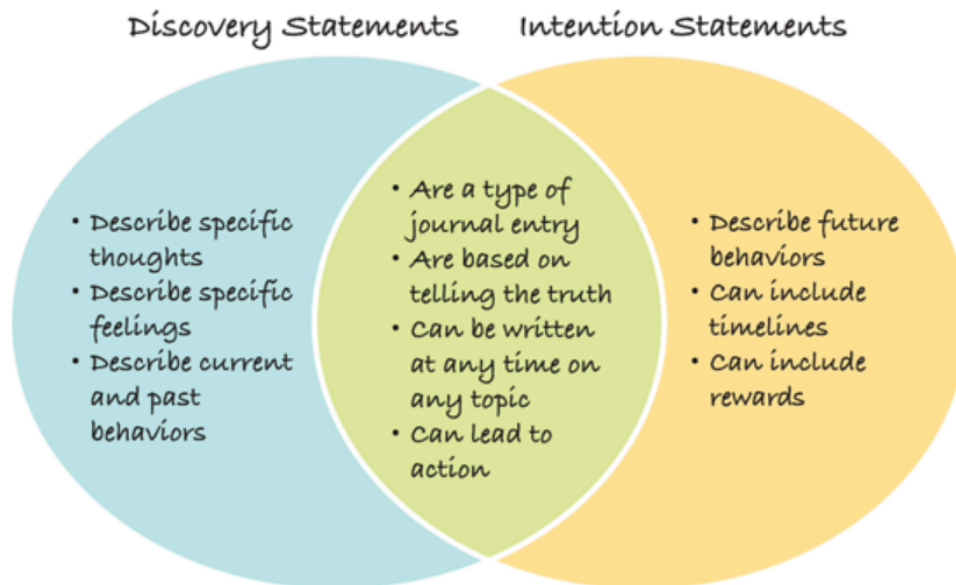 Discovery Statements
Intention Statements
• Describe specific
thoughts
• Describe specific
feelings
• Describe current
and past
behaviors
• Are a type of
journal entry
• Are based on
telling the truth
• Can be written
at any time on
any topic
• Can lead to
action
• Describe future
behaviors
• Can include
timelines
• Can include
rewards